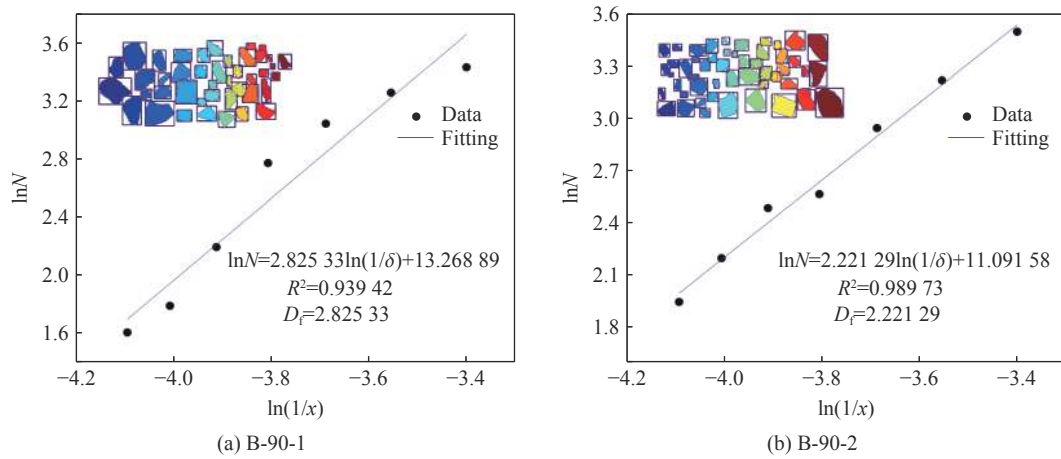 3.6
3.2
2.8
2.4
2.0
1.6
lnN
Data
Fitting
lnN=2.825 33ln(1/δ)+13.268 89
R²=0.939 42
D_f=2.825 33
−4.2 −4.0 −3.8 −3.6 −3.4
ln(1/x)
(a) B-90-1
3.6
3.3
3.0
2.6
2.1
1.8
lnN
Data
Fitting
lnN=2.221 29ln(1/δ)+11.091 58
R²=0.989 73
D_f=2.221 29
−4.2 −4.0 −3.8 −3.6 −3.4
ln(1/x)
(b) B-90-2